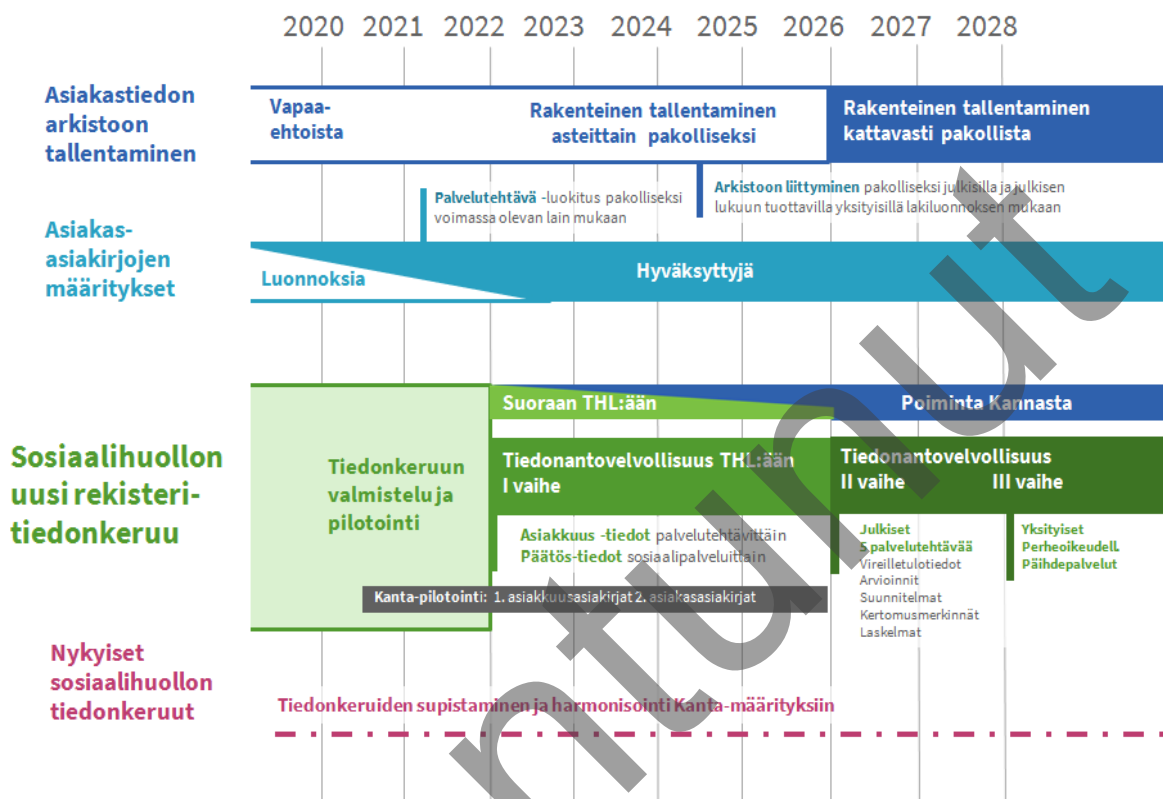 2020 2021 2022 2023 2024 2025 2026 2027 2028
Asiakastiedon
arkistoon
tallentaminen
Vapaa-
ehtoista
Rakenteinen tallentaminen
asteittain pakolliseksi
Rakenteinen tallentaminen
kattavasti pakollista
Palvelutehtävä -luokitus pakolliseksi
voimassa olevan lain mukaan
Arkistoon liittyminen pakolliseksi julkisilla ja julkisen
lukuun tuottavilla yksityisillä lakiluonnoksen mukaan
Asiakas-
asiakirjojen
määritykset
Luonnoksia
Hyväksyttyjä
Sosiaalihuollon
uusi rekisteri-
tiedonkeruu
Tiedonkeruun
valmistelu ja
pilotointi
Suoraan THL:ään
Poiminta Kannasta
Tiedonantovelvollisuus THL:ään
I vaihe
Tiedonantovelvollisuus
II vaihe III vaihe
Asiakkuus -tiedot palvelutehtävittäin
Päätös-tiedot sosiaalipalveluittain
Julkiset
5 palvelutehtävää
Vireilletulotiedot
Arvioinnit
Suunnitelmat
Kertomusmerkinnät
Laskelmat
Yksityiset
Perheoikeudell.
Päihdepalvelut
Kanta-pilotointi: 1. asiakkuusasiakirjat 2. asiakasasiakirjat
Nykyiset
sosiaalihuollon
tiedonkeruut
Tiedonkeruiden supistaminen ja harmonisointi Kanta-määrityksiin
ntunut